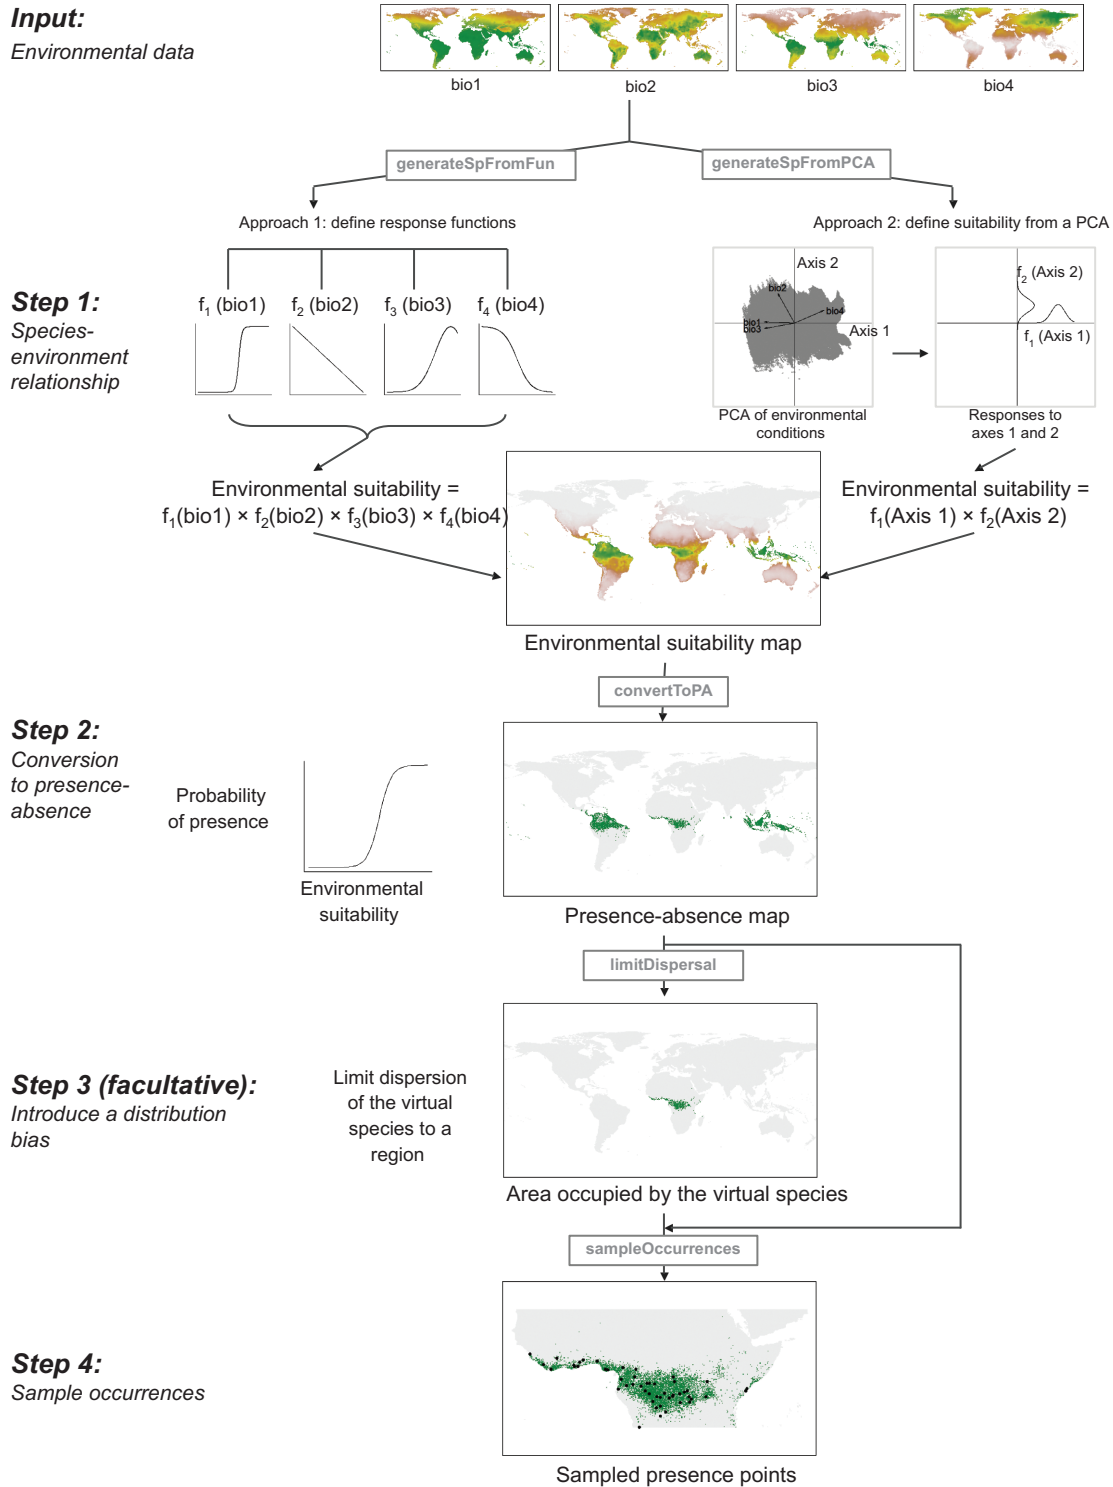 Input:
Environmental data
bio1
bio2
bio3
bio4
generateSpFromFun
generateSpFromPCA
Approach 1: define response functions
Approach 2: define suitability from a PCA
Step 1:
Species-
environment
relationship
f1 (bio1)
f2 (bio2)
f3 (bio3)
f4 (bio4)
Axis 2
bio2
bio4
bio1
bio3
Axis 1
f2 (Axis 2)
f1 (Axis 1)
PCA of environmental
conditions
Responses to
axes 1 and 2
Environmental suitability =
f1(bio1) × f2(bio2) × f3(bio3) × f4(bio4)
Environmental suitability =
f1(Axis 1) × f2(Axis 2)
Environmental suitability map
convertToPA
Step 2:
Conversion
to presence-
absence
Probability
of presence
Environmental
suitability
Presence-absence map
limitDispersal
Step 3 (facultative):
Introduce a distribution
bias
Limit dispersion
of the virtual
species to a
region
Area occupied by the virtual species
sampleOccurrences
Step 4:
Sample occurrences
Sampled presence points